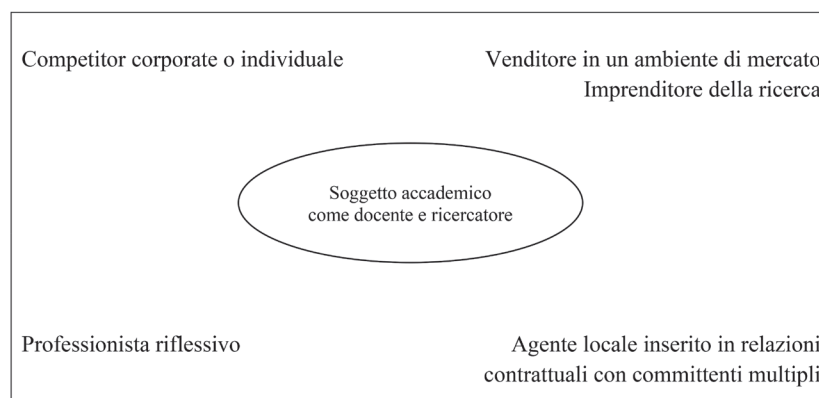 Competitor corporate o individuale
Venditore in un ambiente di mercato
Imprenditore della ricerca
Soggetto accademico
come docente e ricercatore
Professionista riflessivo
Agente locale inserito in relazioni
contrattuali con committenti multipli